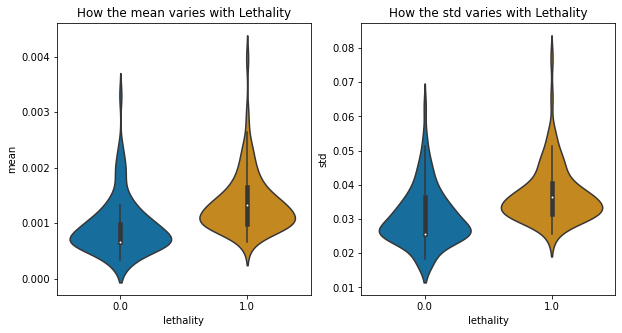 How the mean varies with Lethality
mean
0.004
0.003
0.002
0.001
0.000
0.0
1.0
lethality
How the std varies with Lethality
std
0.08
0.07
0.06
0.05
0.04
0.03
0.02
0.01
0.0
1.0
lethality